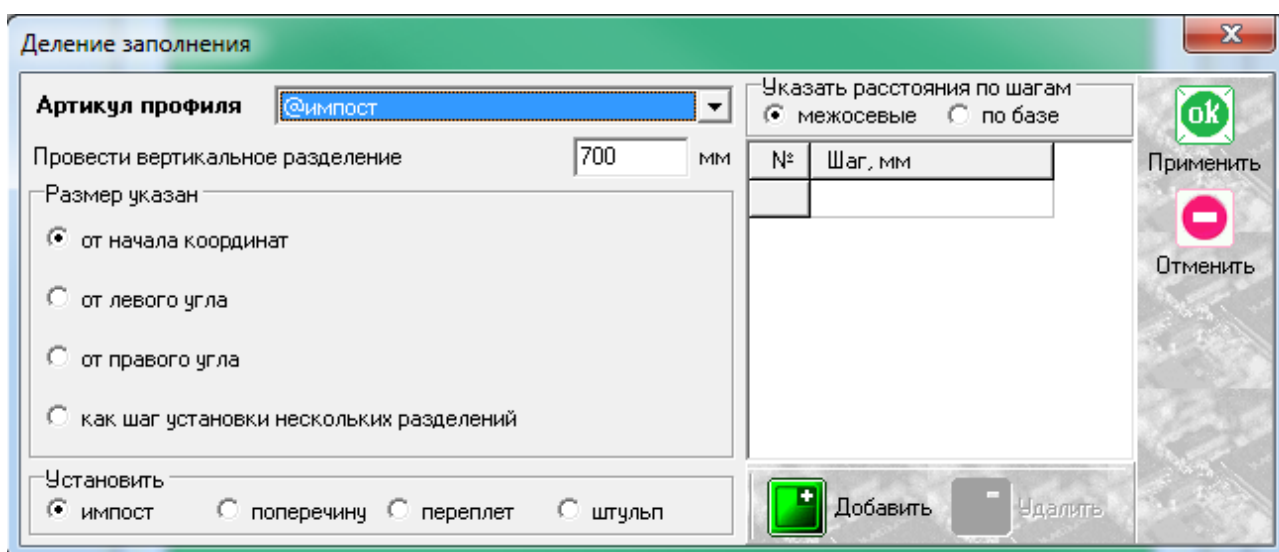 Деление заполнения
Артикул профиля @импост
Провести вертикальное разделение 700 мм
Размер указан
от начала координат
от левого угла
от правого угла
как шаг установки нескольких разделений
Установить
импост поперечину переплет штульп
Указать расстояния по шагам
межосевые по базе
№ Шаг, мм
Добавить Удалить
ok
Применить
Отменить